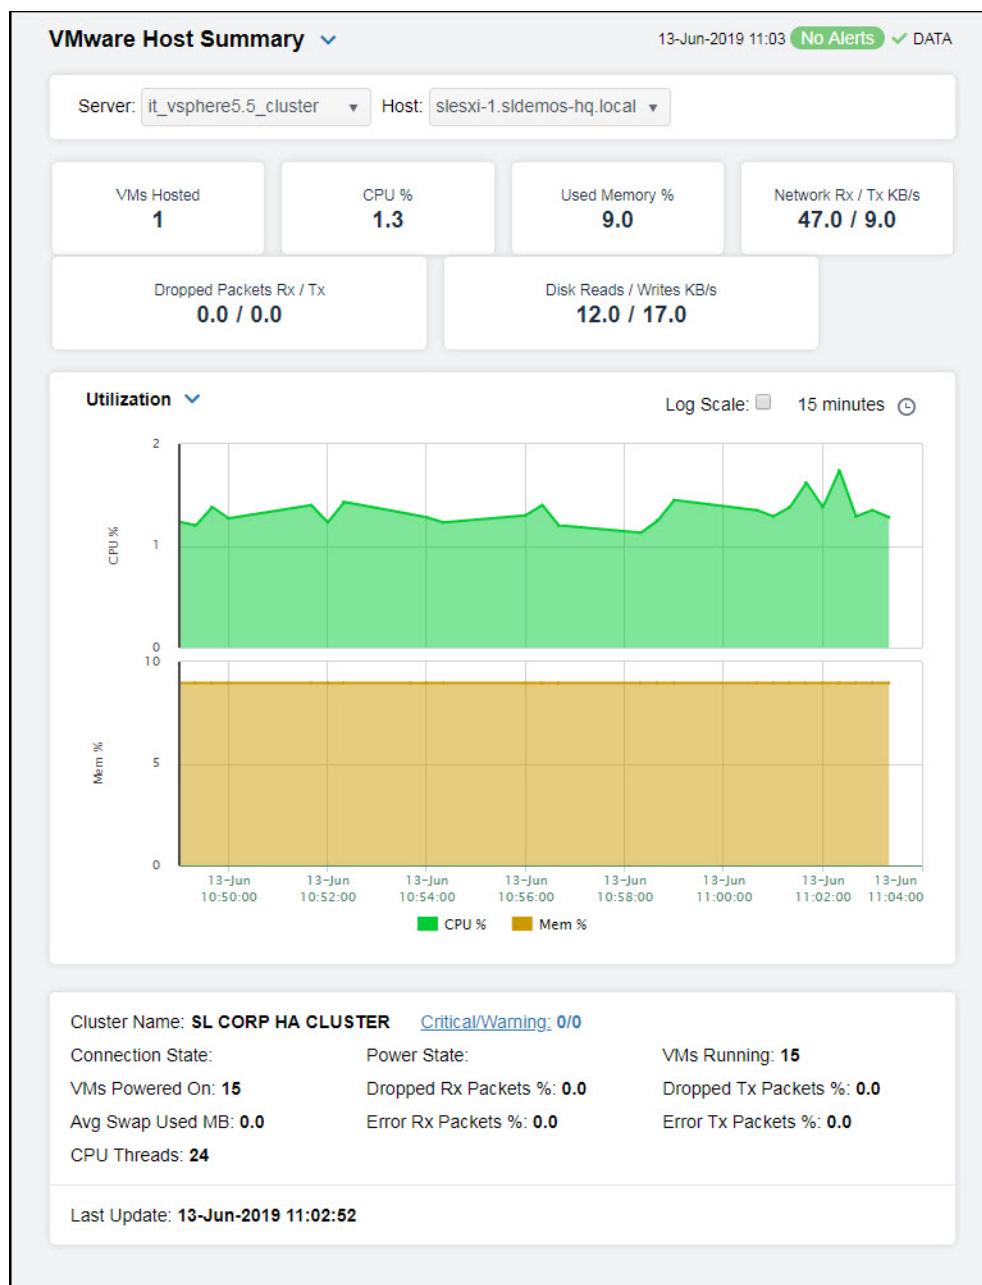 VMware Host Summary
13-Jun-2019 11:03 No Alerts DATA
Server: it_vsphere5.5_cluster Host: slesxi-1.sldemos-hq.local
VMs Hosted
1
CPU %
1.3
Used Memory %
9.0
Network Rx / Tx KB/s
47.0 / 9.0
Dropped Packets Rx / Tx
0.0 / 0.0
Disk Reads / Writes KB/s
12.0 / 17.0
Utilization
Log Scale: 15 minutes
2
CPU %
1
0
10
Mem %
5
0
13-Jun 13-Jun 13-Jun 13-Jun 13-Jun 13-Jun 13-Jun 13-Jun
10:50:00 10:52:00 10:54:00 10:56:00 10:58:00 11:00:00 11:02:00 11:04:00
CPU % Mem %
Cluster Name: SL CORP HA CLUSTER Critical/Warning: 0/0
Connection State: Power State: VMs Running: 15
VMs Powered On: 15 Dropped Rx Packets %: 0.0 Dropped Tx Packets %: 0.0
Avg Swap Used MB: 0.0 Error Rx Packets %: 0.0 Error Tx Packets %: 0.0
CPU Threads: 24
Last Update: 13-Jun-2019 11:02:52